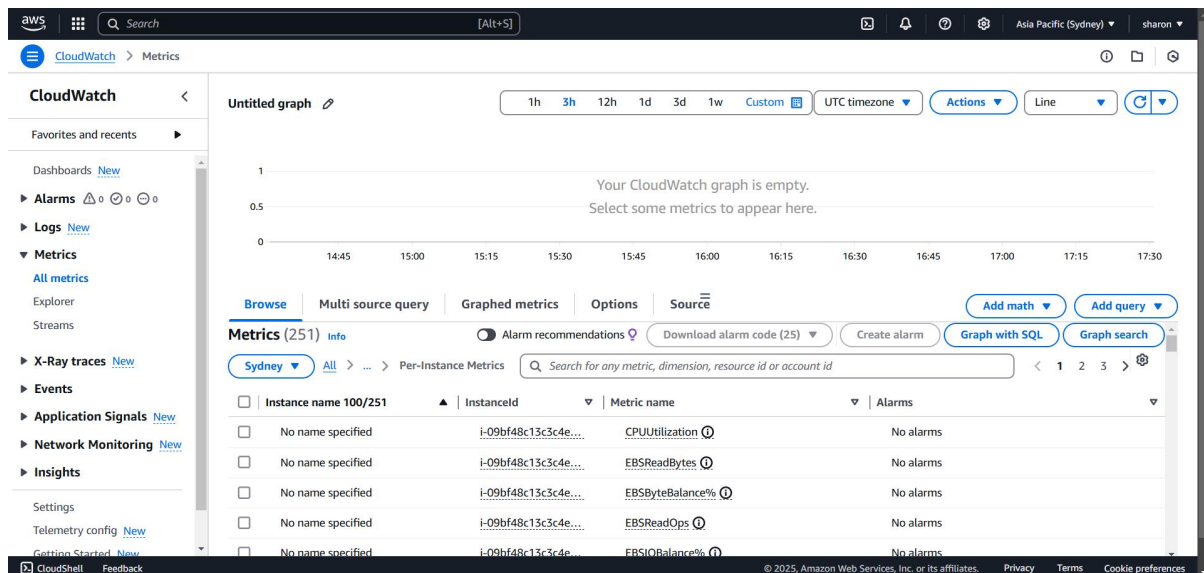 aws
Search [Alt+S]
Asia Pacific (Sydney) ▼ sharon ▼
CloudWatch > Metrics
CloudWatch
Favorites and recents
Dashboards New
Alarms 0 0 0
Logs New
Metrics
All metrics
Explorer
Streams
X-Ray traces New
Events
Application Signals New
Network Monitoring New
Insights
Settings
Telemetry config New
Getting Started New
Untitled graph
1h 3h 12h 1d 3d 1w Custom UTC timezone Actions Line
1
0.5
0
Your CloudWatch graph is empty.
Select some metrics to appear here.
14:45 15:00 15:15 15:30 15:45 16:00 16:15 16:30 16:45 17:00 17:15 17:30
Browse Multi source query Graphed metrics Options Source Add math Add query
Metrics (251) Info Alarm recommendations Download alarm code (25) Create alarm Graph with SQL Graph search
Sydney All > ... > Per-Instance Metrics Search for any metric, dimension, resource id or account id < 1 2 3 >
Instance name 100/251 InstanceId Metric name Alarms
No name specified i-09bf48c13c3c4e... CPUUtilization No alarms
No name specified i-09bf48c13c3c4e... EBSReadBytes No alarms
No name specified i-09bf48c13c3c4e... EBSByteBalance% No alarms
No name specified i-09bf48c13c3c4e... EBSReadOps No alarms
No name specified i-09bf48c13c3c4e... EBSIOBalance% No alarms
CloudShell Feedback © 2025, Amazon Web Services, Inc. or its affiliates. Privacy Terms Cookie preferences